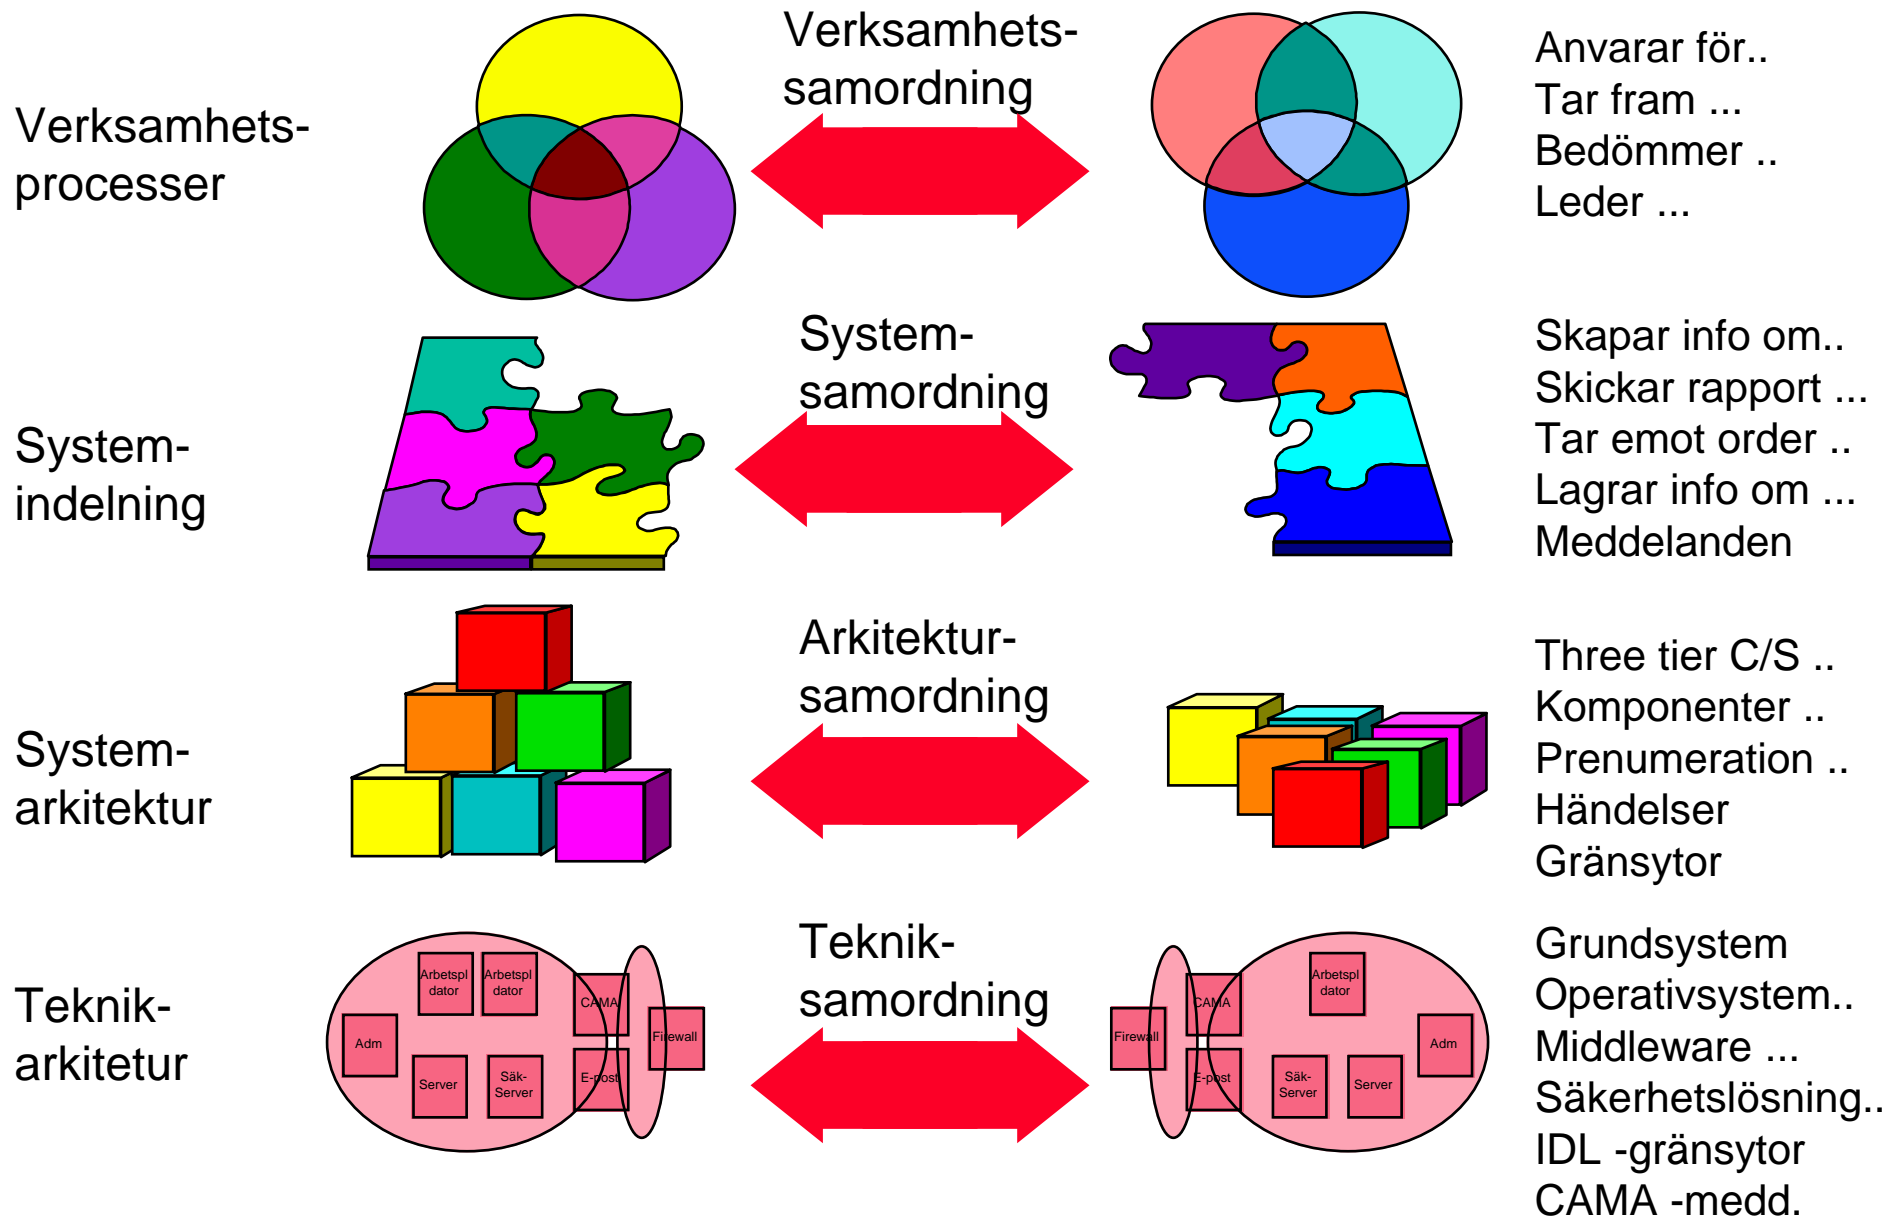 Verksamhets-
processer
Verksamhets-
samordning
Anvarar för..
Tar fram ...
Bedömmer ..
Leder ...
System-
indelning
System-
samordning
Skapar info om..
Skickar rapport ...
Tar emot order ..
Lagrar info om ...
Meddelanden
System-
arkitektur
Arkitektur-
samordning
Three tier C/S ..
Komponenter ..
Prenumeration ..
Händelser
Gränsytor
Teknik-
arkitetur
Arbetspl
dator
Arbetspl
dator
CAMA
Firewall
Adm
Server
Säk-
Server
E-post
Teknik-
samordning
Arbetspl
dator
CAMA
Firewall
Adm
E-post
Säk-
Server
Server
Grundsystem
Operativsystem..
Middleware ...
Säkerhetslösning..
IDL -gränsytor
CAMA -medd.